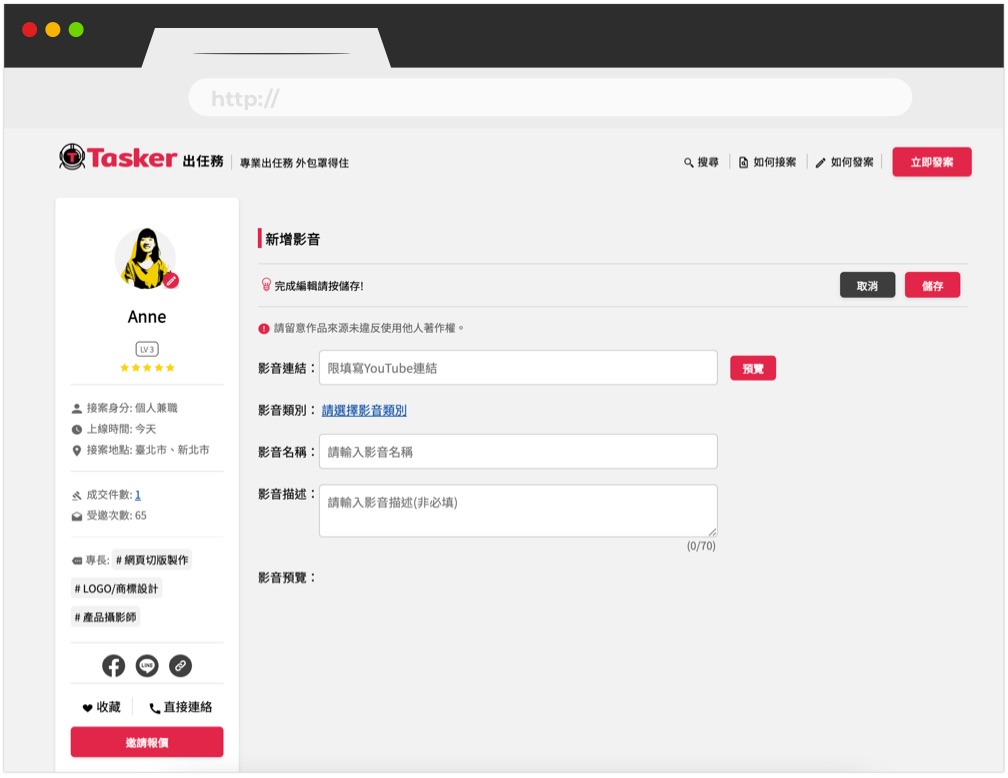 http://
Tasker 出任務 專業出任務 外包罩得住
搜尋 如何接案 如何發案 立即發案
Anne
LV 3
接案身分: 個人兼職
上線時間: 今天
接案地點: 臺北市、新北市
成交件數: 1
受邀次數: 65
專長: # 網頁切版製作
# LOGO/商標設計
# 產品攝影師
LINE
收藏 直接連絡
邀請報價
新增影音
完成編輯請按儲存!
取消 儲存
請留意作品來源未違反使用他人著作權。
影音連結： 限填寫YouTube連結 預覽
影音類別： 請選擇影音類別
影音名稱： 請輸入影音名稱
影音描述： 請輸入影音描述(非必填)
(0/70)
影音預覽：